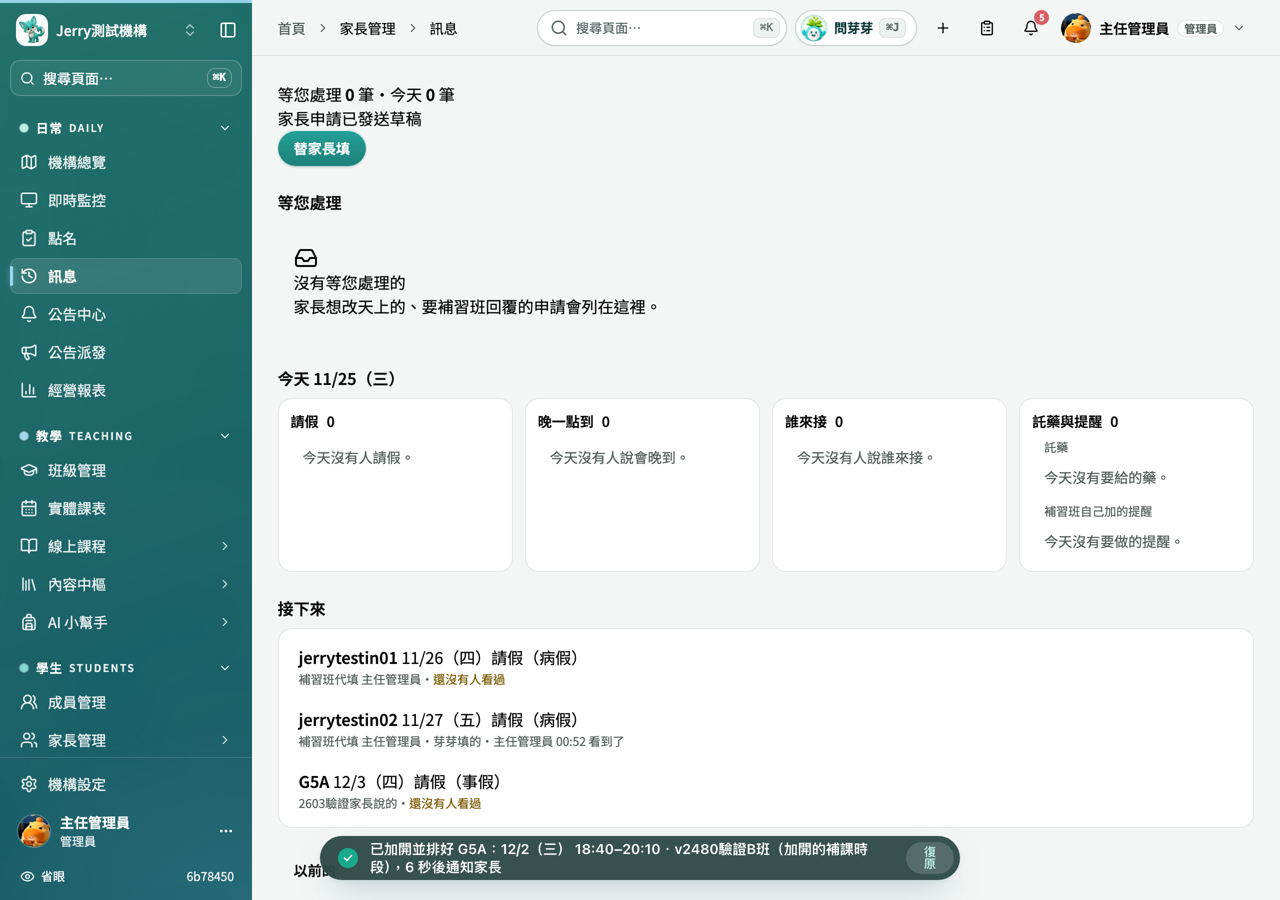 Jerry測試機構
搜尋頁面… ⌘K
日常 DAILY
機構總覽
即時監控
點名
訊息
公告中心
公告派發
經營報表
教學 TEACHING
班級管理
實體課表
線上課程
內容中樞
AI 小幫手
學生 STUDENTS
成員管理
家長管理
機構設定
主任管理員
管理員
省眼 6b78450
首頁 家長管理 訊息
搜尋頁面… ⌘K
問芽芽 ⌘J
5
主任管理員 管理員
等您處理 0 筆・今天 0 筆
家長申請已發送草稿
替家長填
等您處理
沒有等您處理的
家長想改天上的、要補習班回覆的申請會列在這裡。
今天 11/25（三）
請假 0
今天沒有人請假。
晚一點到 0
今天沒有人說會晚到。
誰來接 0
今天沒有人說誰來接。
託藥與提醒 0
託藥
今天沒有要給的藥。
補習班自己加的提醒
今天沒有要做的提醒。
接下來
jerrytestin01 11/26（四）請假（病假）
補習班代填 主任管理員・還沒有人看過
jerrytestin02 11/27（五）請假（病假）
補習班代填 主任管理員・芽芽填的・主任管理員 00:52 看到了
G5A 12/3（四）請假（事假）
2603驗證家長說的・還沒有人看過
以前
已加開並排好 G5A：12/2（三） 18:40–20:10 · v2480驗證B班（加開的補課時
段），6 秒後通知家長
復
原